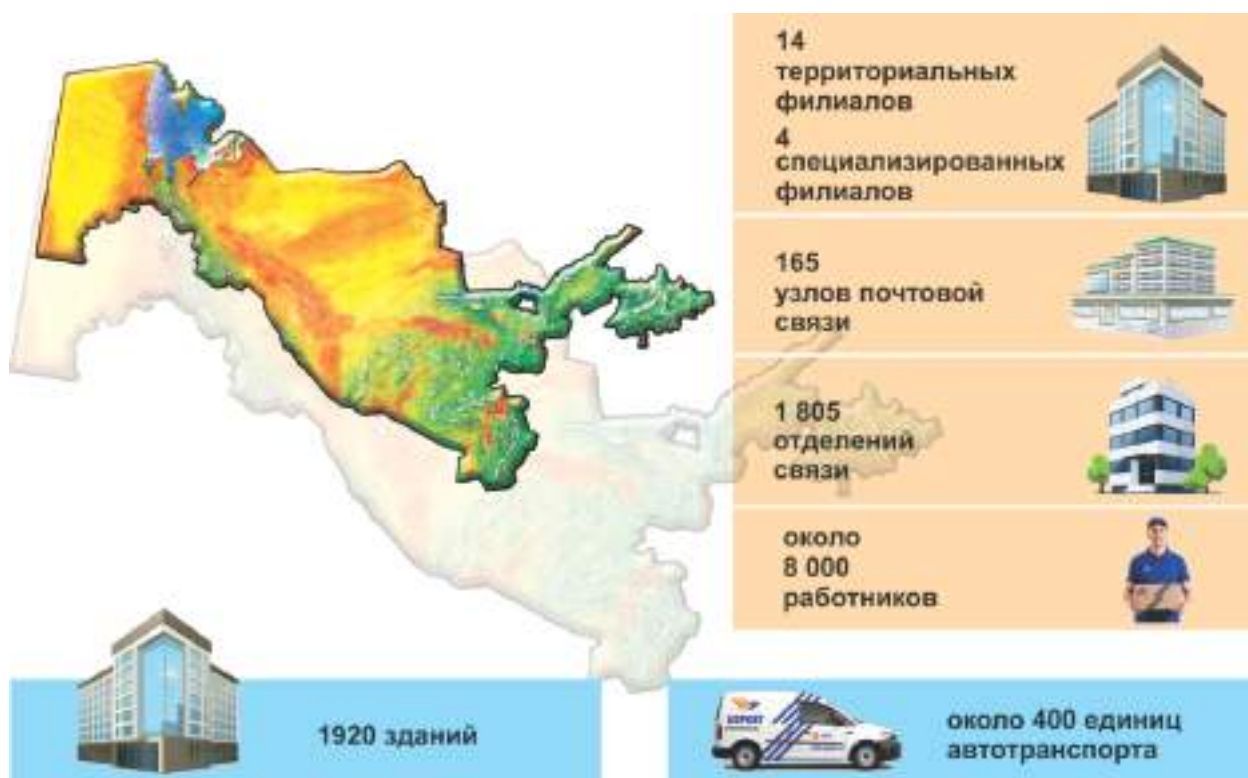 14
территориальных
филиалов
4
специализированных
филиалов
165
узлов почтовой
связи
1 805
отделений
связи
около
8 000
работников
1920 зданий
около 400 единиц
автотранспорта